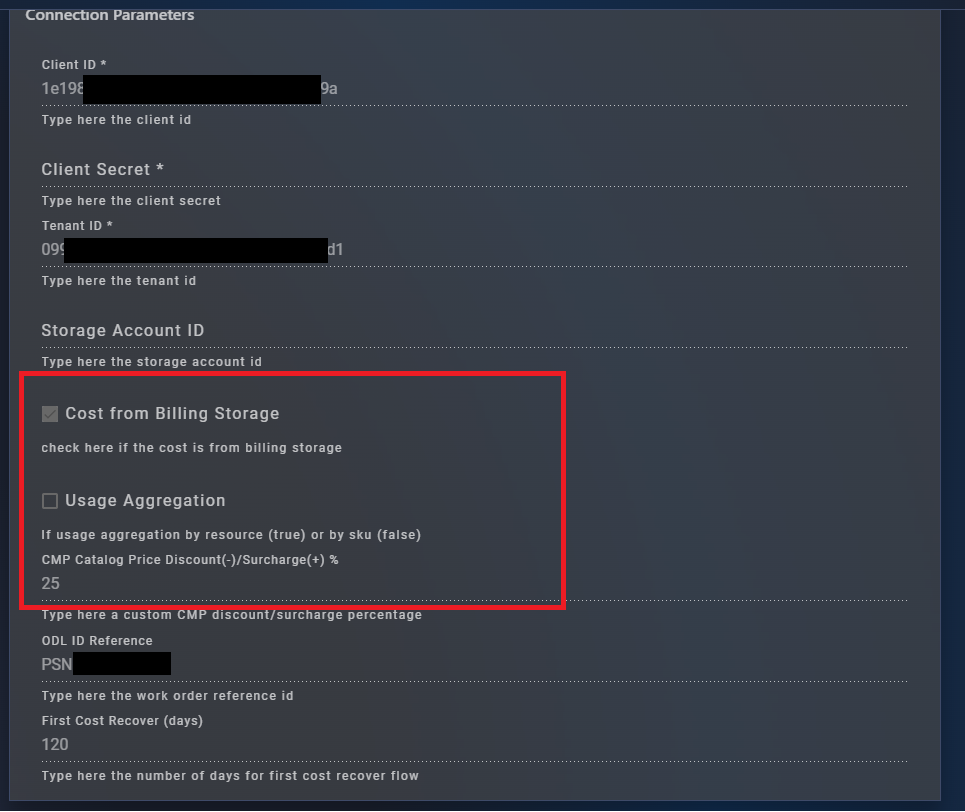 Connection Parameters
Client ID *
1e198 9a
Type here the client id
Client Secret *
Type here the client secret
Tenant ID *
099 d1
Type here the tenant id
Storage Account ID
Type here the storage account id
Cost from Billing Storage
check here if the cost is from billing storage
Usage Aggregation
If usage aggregation by resource (true) or by sku (false)
CMP Catalog Price Discount(-)/Surcharge(+) %
25
Type here a custom CMP discount/surcharge percentage
ODL ID Reference
PSN
Type here the work order reference id
First Cost Recover (days)
120
Type here the number of days for first cost recover flow